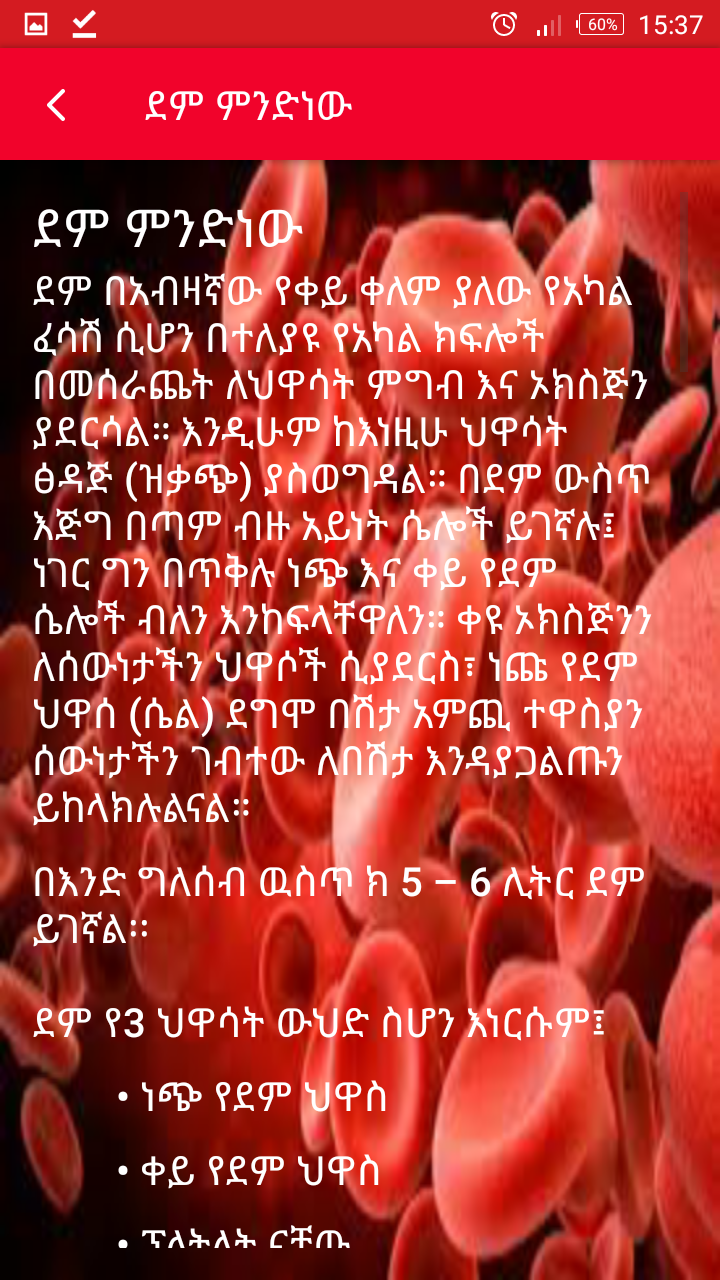 60% 15:37
ደም ምንድነው
ደም ምንድነው
ደም በአብዛኛው የቀይ ቀለም ያለው የአካል
ፈሳሽ ሲሆን በተለያዩ የአካል ክፍሎች
በመሰራጨት ለህዋሳት ምግብ እና ኦክስጅን
ያደርሳል። እንዲሁም ከእነዚሁ ህዋሳት
ፅዳጅ (ዝቃጭ) ያስወግዳል። በደም ውስጥ
እጅግ በጣም ብዙ አይነት ሴሎች ይገኛሉ፤
ነገር ግን በጥቅሉ ነጭ እና ቀይ የደም
ሴሎች ብለን እንከፍላቸዋለን። ቀዩ ኦክስጅንን
ለሰውነታችን ህዋሶች ሲያደርስ፣ ነጩ የደም
ህዋሰ (ሴል) ደግሞ በሽታ አምጪ ተዋስያን
ሰውነታችን ገብተው ለበሽታ እንዳያጋልጡን
ይከላክሉልናል።
በእንድ ግለሰብ ዉስጥ ክ 5 – 6 ሊትር ደም
ይገኛል፡፡
ደም የ3 ህዋሳት ውህድ ስሆን እነርሱም፤
• ነጭ የደም ህዋስ
• ቀይ የደም ህዋስ